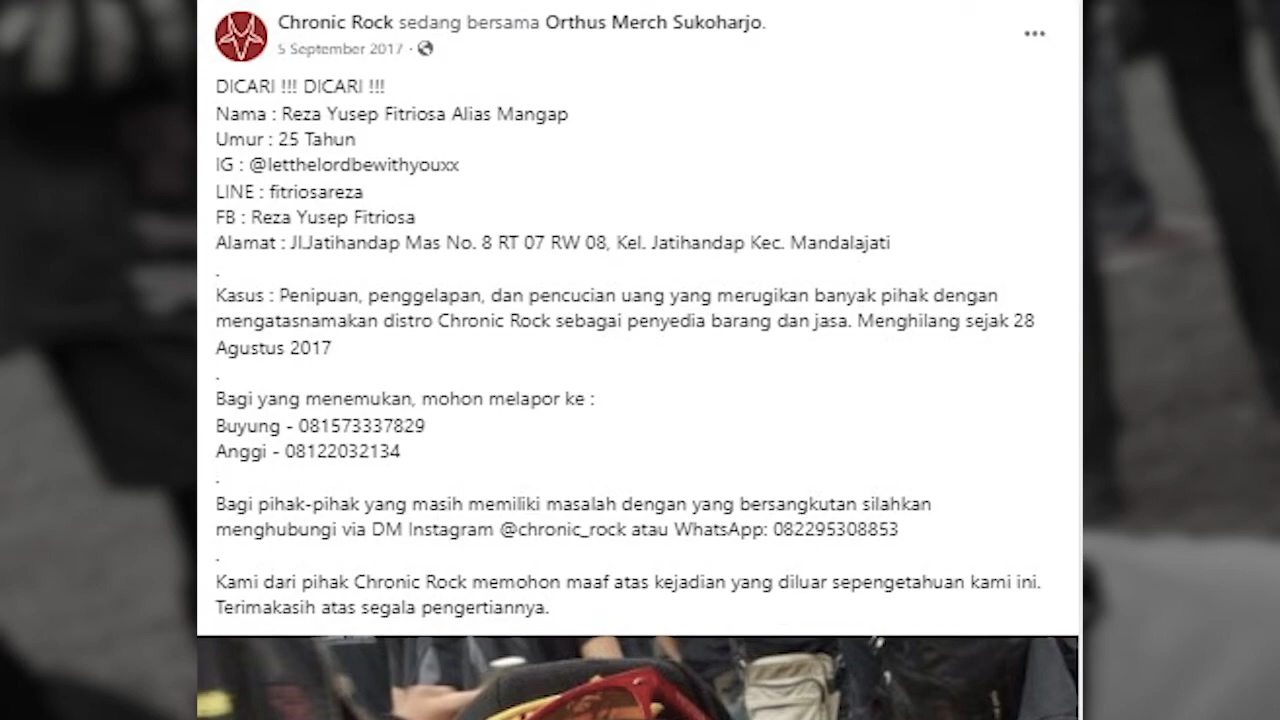 Chronic Rock sedang bersama Orthus Merch Sukoharjo.
5 September 2017 ·
DICARI !!! DICARI !!!
Nama : Reza Yusep Fitriosa Alias Mangap
Umur : 25 Tahun
IG : @letthelordbewithyouxx
LINE : fitriosareza
FB : Reza Yusep Fitriosa
Alamat : Jl.Jatihandap Mas No. 8 RT 07 RW 08, Kel. Jatihandap Kec. Mandalajati
.
Kasus : Penipuan, penggelapan, dan pencucian uang yang merugikan banyak pihak dengan
mengatasnamakan distro Chronic Rock sebagai penyedia barang dan jasa. Menghilang sejak 28
Agustus 2017
.
Bagi yang menemukan, mohon melapor ke :
Buyung - 081573337829
Anggi - 08122032134
.
Bagi pihak-pihak yang masih memiliki masalah dengan yang bersangkutan silahkan
menghubungi via DM Instagram @chronic_rock atau WhatsApp: 082295308853
.
Kami dari pihak Chronic Rock memohon maaf atas kejadian yang diluar sepengetahuan kami ini.
Terimakasih atas segala pengertiannya.